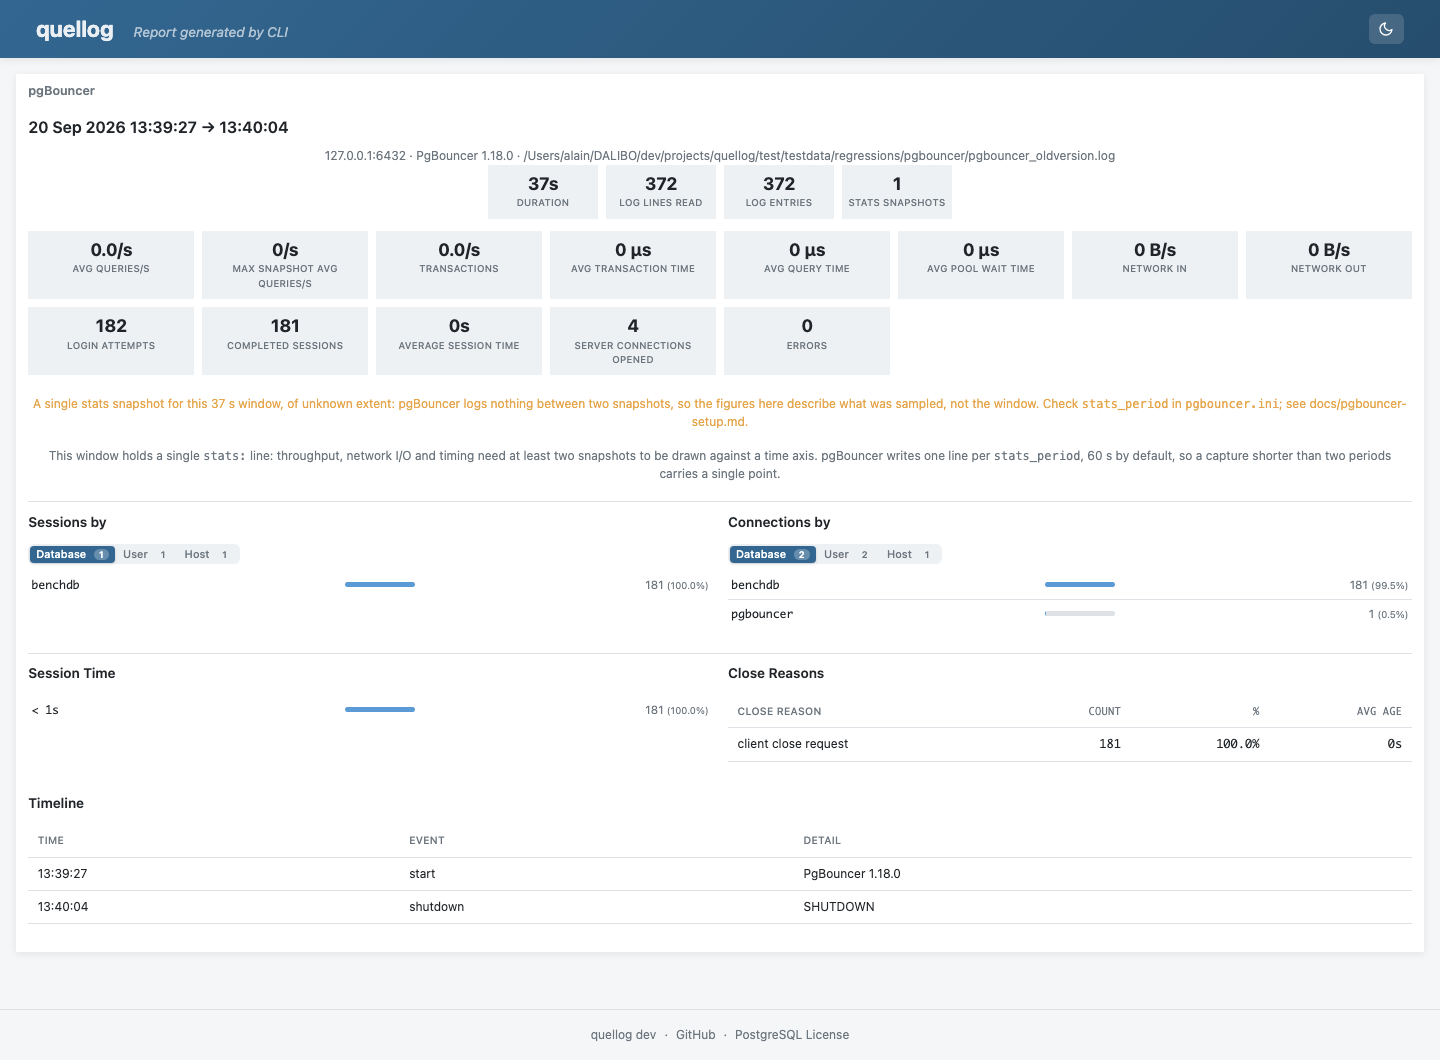 quellog
Report generated by CLI
pgBouncer
20 Sep 2026 13:39:27 → 13:40:04
127.0.0.1:6432 · PgBouncer 1.18.0 · /Users/alain/DALIBO/dev/projects/quellog/test/testdata/regressions/pgbouncer/pgbouncer_oldversion.log
37s
DURATION
372
LOG LINES READ
372
LOG ENTRIES
1
STATS SNAPSHOTS
0.0/s
AVG QUERIES/S
0/s
MAX SNAPSHOT AVG
QUERIES/S
0.0/s
TRANSACTIONS
0 µs
AVG TRANSACTION TIME
0 µs
AVG QUERY TIME
0 µs
AVG POOL WAIT TIME
0 B/s
NETWORK IN
0 B/s
NETWORK OUT
182
LOGIN ATTEMPTS
181
COMPLETED SESSIONS
0s
AVERAGE SESSION TIME
4
SERVER CONNECTIONS
OPENED
0
ERRORS
A single stats snapshot for this 37 s window, of unknown extent: pgBouncer logs nothing between two snapshots, so the figures here describe what was sampled, not the window. Check stats_period in pgbouncer.ini; see docs/pgbouncer-
setup.md.
This window holds a single stats: line: throughput, network I/O and timing need at least two snapshots to be drawn against a time axis. pgBouncer writes one line per stats_period, 60 s by default, so a capture shorter than two periods
carries a single point.
Sessions by
Database 1 User 1 Host 1
benchdb 181 (100.0%)
Connections by
Database 2 User 2 Host 1
benchdb 181 (99.5%)
pgbouncer 1 (0.5%)
Session Time
< 1s 181 (100.0%)
Close Reasons
CLOSE REASON COUNT % AVG AGE
client close request 181 100.0% 0s
Timeline
TIME EVENT DETAIL
13:39:27 start PgBouncer 1.18.0
13:40:04 shutdown SHUTDOWN
quellog dev · GitHub · PostgreSQL License